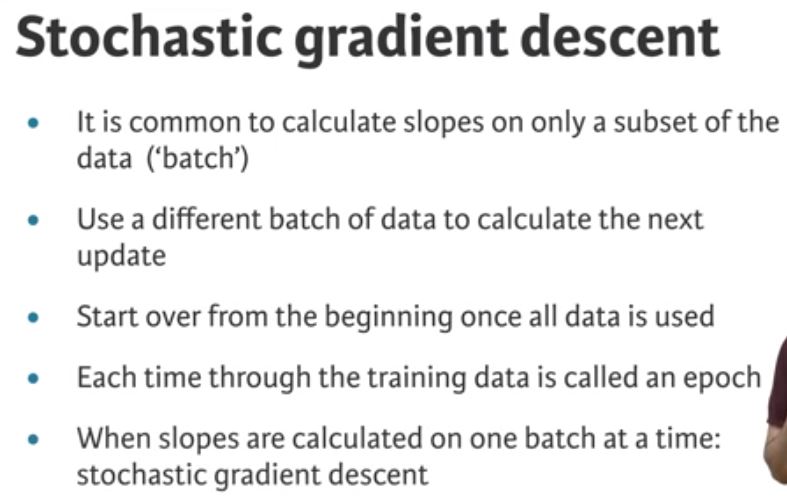 Stochastic gradient descent
• It is common to calculate slopes on only a subset of the
data (‘batch’)
• Use a different batch of data to calculate the next
update
• Start over from the beginning once all data is used
• Each time through the training data is called an epoch
• When slopes are calculated on one batch at a time:
stochastic gradient descent